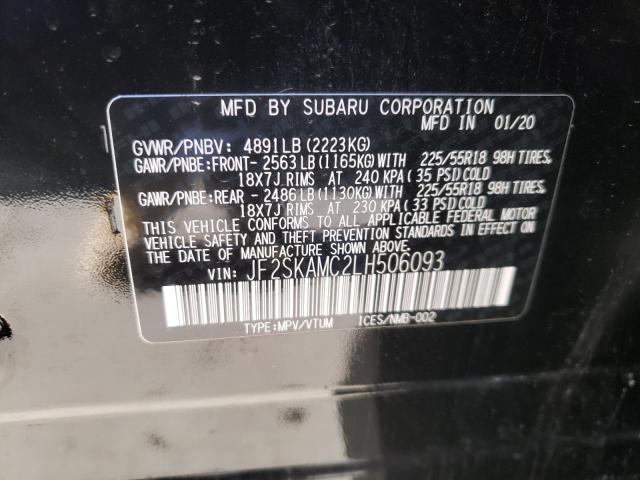 MFD BY SUBARU CORPORATION
MFD IN 01/20
GVWR/PNBV: 4891LB(2223KG)
GAWR/PNBE:FRONT-2563LB(1165KG)WITH 225/55R18 98H TIRES,
18X7J RIMS AT 240 KPA(35 PSI)COLD
GAWR/PNBE:REAR -2486LB(1130KG)WITH 225/55R18 98H TIRES,
18X7J RIMS AT 230 KPA(33 PSI)COLD
THIS VEHICLE CONFORMS TO ALL APPLICABLE FEDERAL MOTOR
VEHICLE SAFETY AND THEFT PREVENTION STANDARDS IN EFFECT ON
THE DATE OF MANUFACTURE SHOWN ABOVE.
VIN: JF2SKAMC2LH506093
TYPE:MPV/VTUM ICES/NMB-002